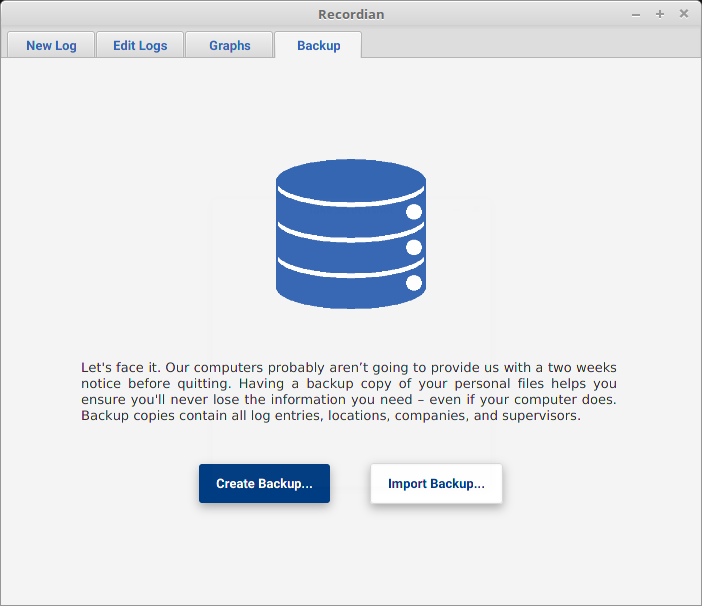 Recordian
New Log Edit Logs Graphs Backup
Let's face it. Our computers probably aren’t going to provide us with a two weeks
notice before quitting. Having a backup copy of your personal files helps you
ensure you'll never lose the information you need – even if your computer does.
Backup copies contain all log entries, locations, companies, and supervisors.
Create Backup... Import Backup...